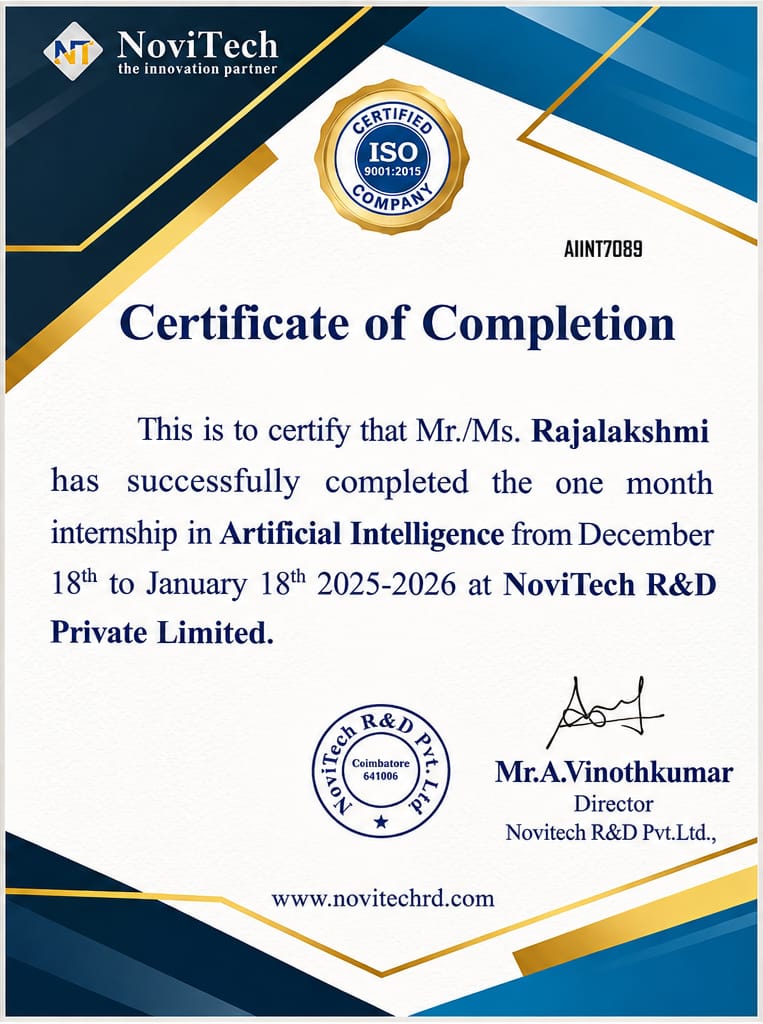 NT NoviTech
the innovation partner
CERTIFIED
ISO
9001:2015
COMPANY
AIINT7089
Certificate of Completion
This is to certify that Mr./Ms. Rajalakshmi
has successfully completed the one month
internship in Artificial Intelligence from December
18th to January 18th 2025-2026 at NoviTech R&D
Private Limited.
NoviTech R&D Pvt. Ltd.
Coimbatore
641006
Mr.A.Vinothkumar
Director
Novitech R&D Pvt.Ltd.,
www.novitechrd.com